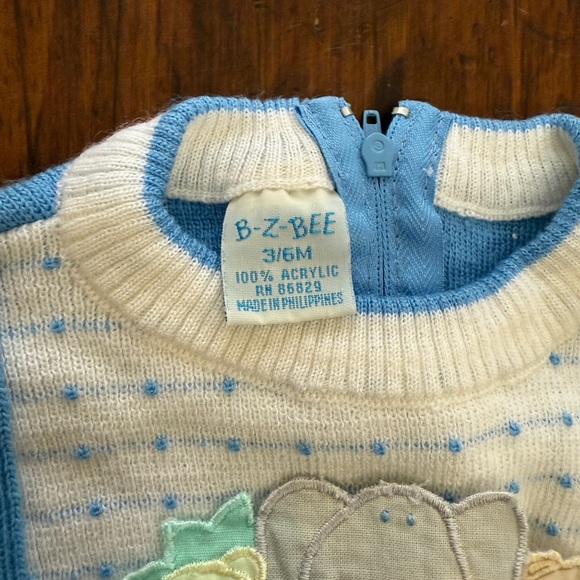 B-Z-BEE
3/6M
100% ACRYLIC
RN 86829
MADE IN PHILIPPINES